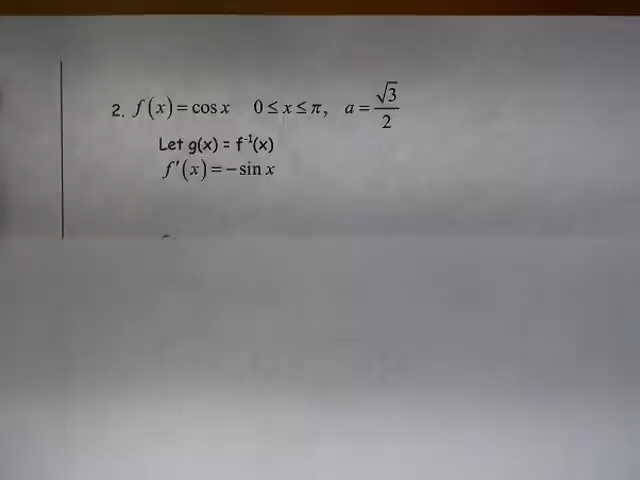 2. f(x) = cos x  0 ≤ x ≤ π,  a = √3/2
Let g(x) = f⁻¹(x)
f'(x) = − sin x